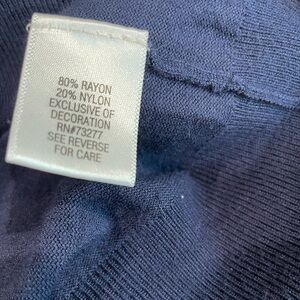 80% RAYON
20% NYLON
EXCLUSIVE OF
DECORATION
RN#73277
SEE REVERSE
FOR CARE